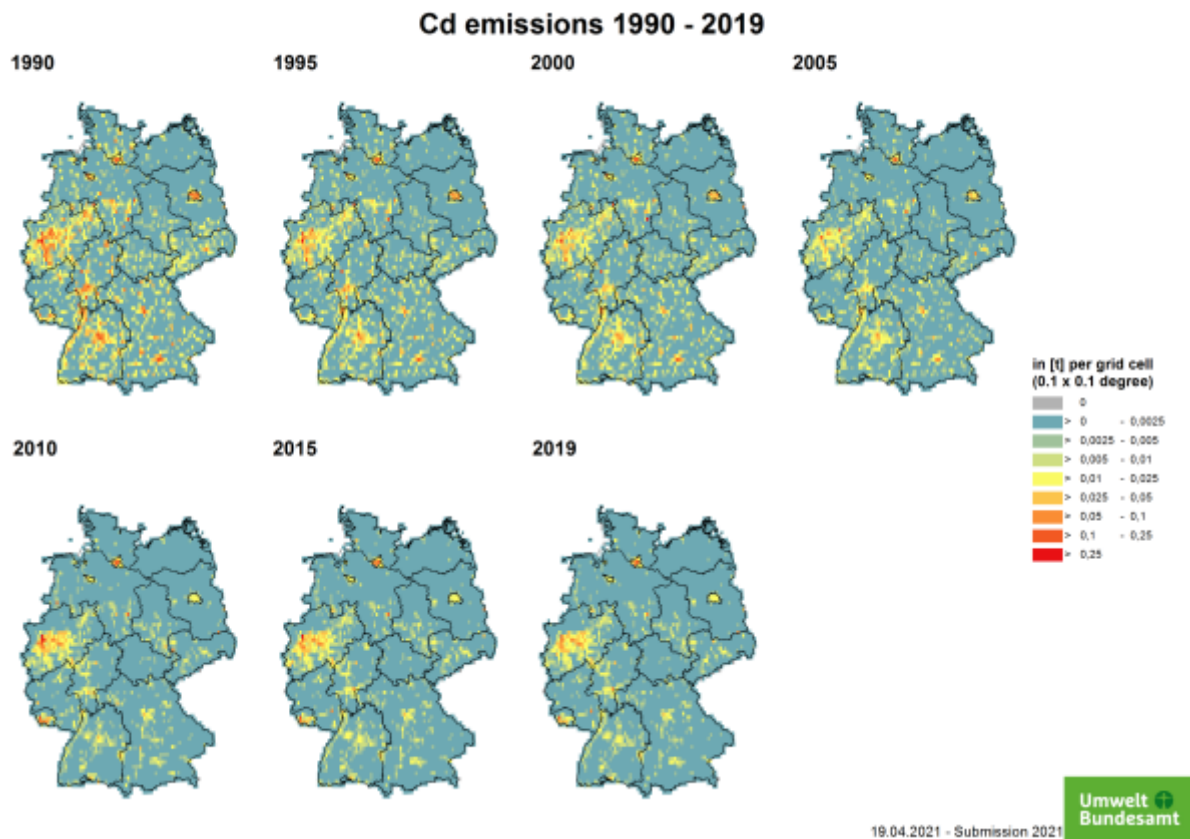 Cd emissions 1990 - 2019
1990 1995 2000 2005
in [t] per grid cell
(0.1 x 0.1 degree)
0
> 0 - 0,0025
> 0,0025 - 0,005
> 0,005 - 0,01
> 0,01 - 0,025
> 0,025 - 0,05
> 0,05 - 0,1
> 0,1 - 0,25
> 0,25
2010 2015 2019
Umwelt
Bundesamt
19.04.2021 - Submission 2021